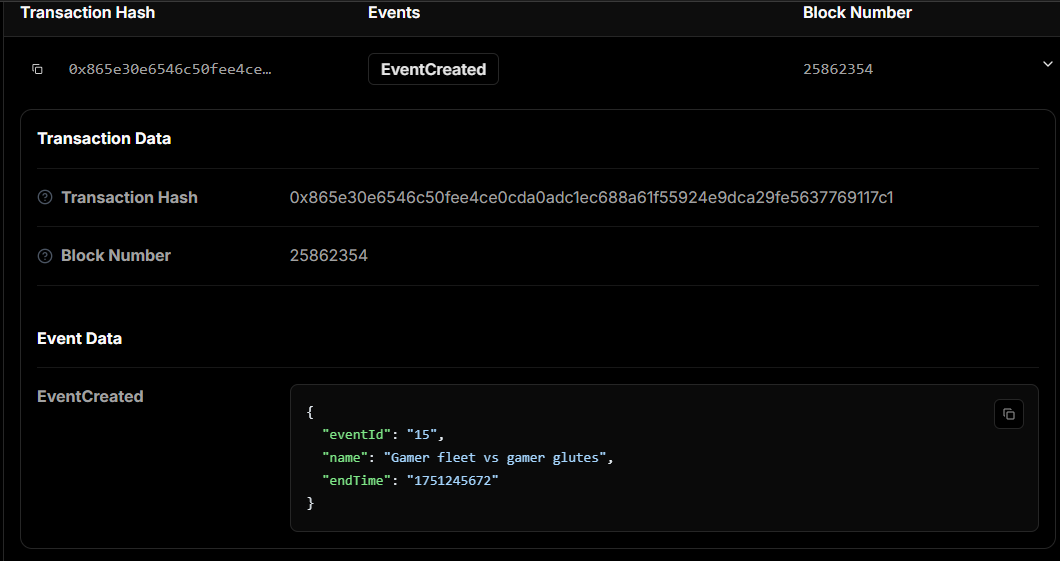 Transaction Hash Events Block Number
0x865e30e6546c50fee4ce… EventCreated 25862354
Transaction Data
Transaction Hash 0x865e30e6546c50fee4ce0cda0adc1ec688a61f55924e9dca29fe5637769117c1
Block Number 25862354
Event Data
EventCreated
{
"eventId": "15",
"name": "Gamer fleet vs gamer glutes",
"endTime": "1751245672"
}